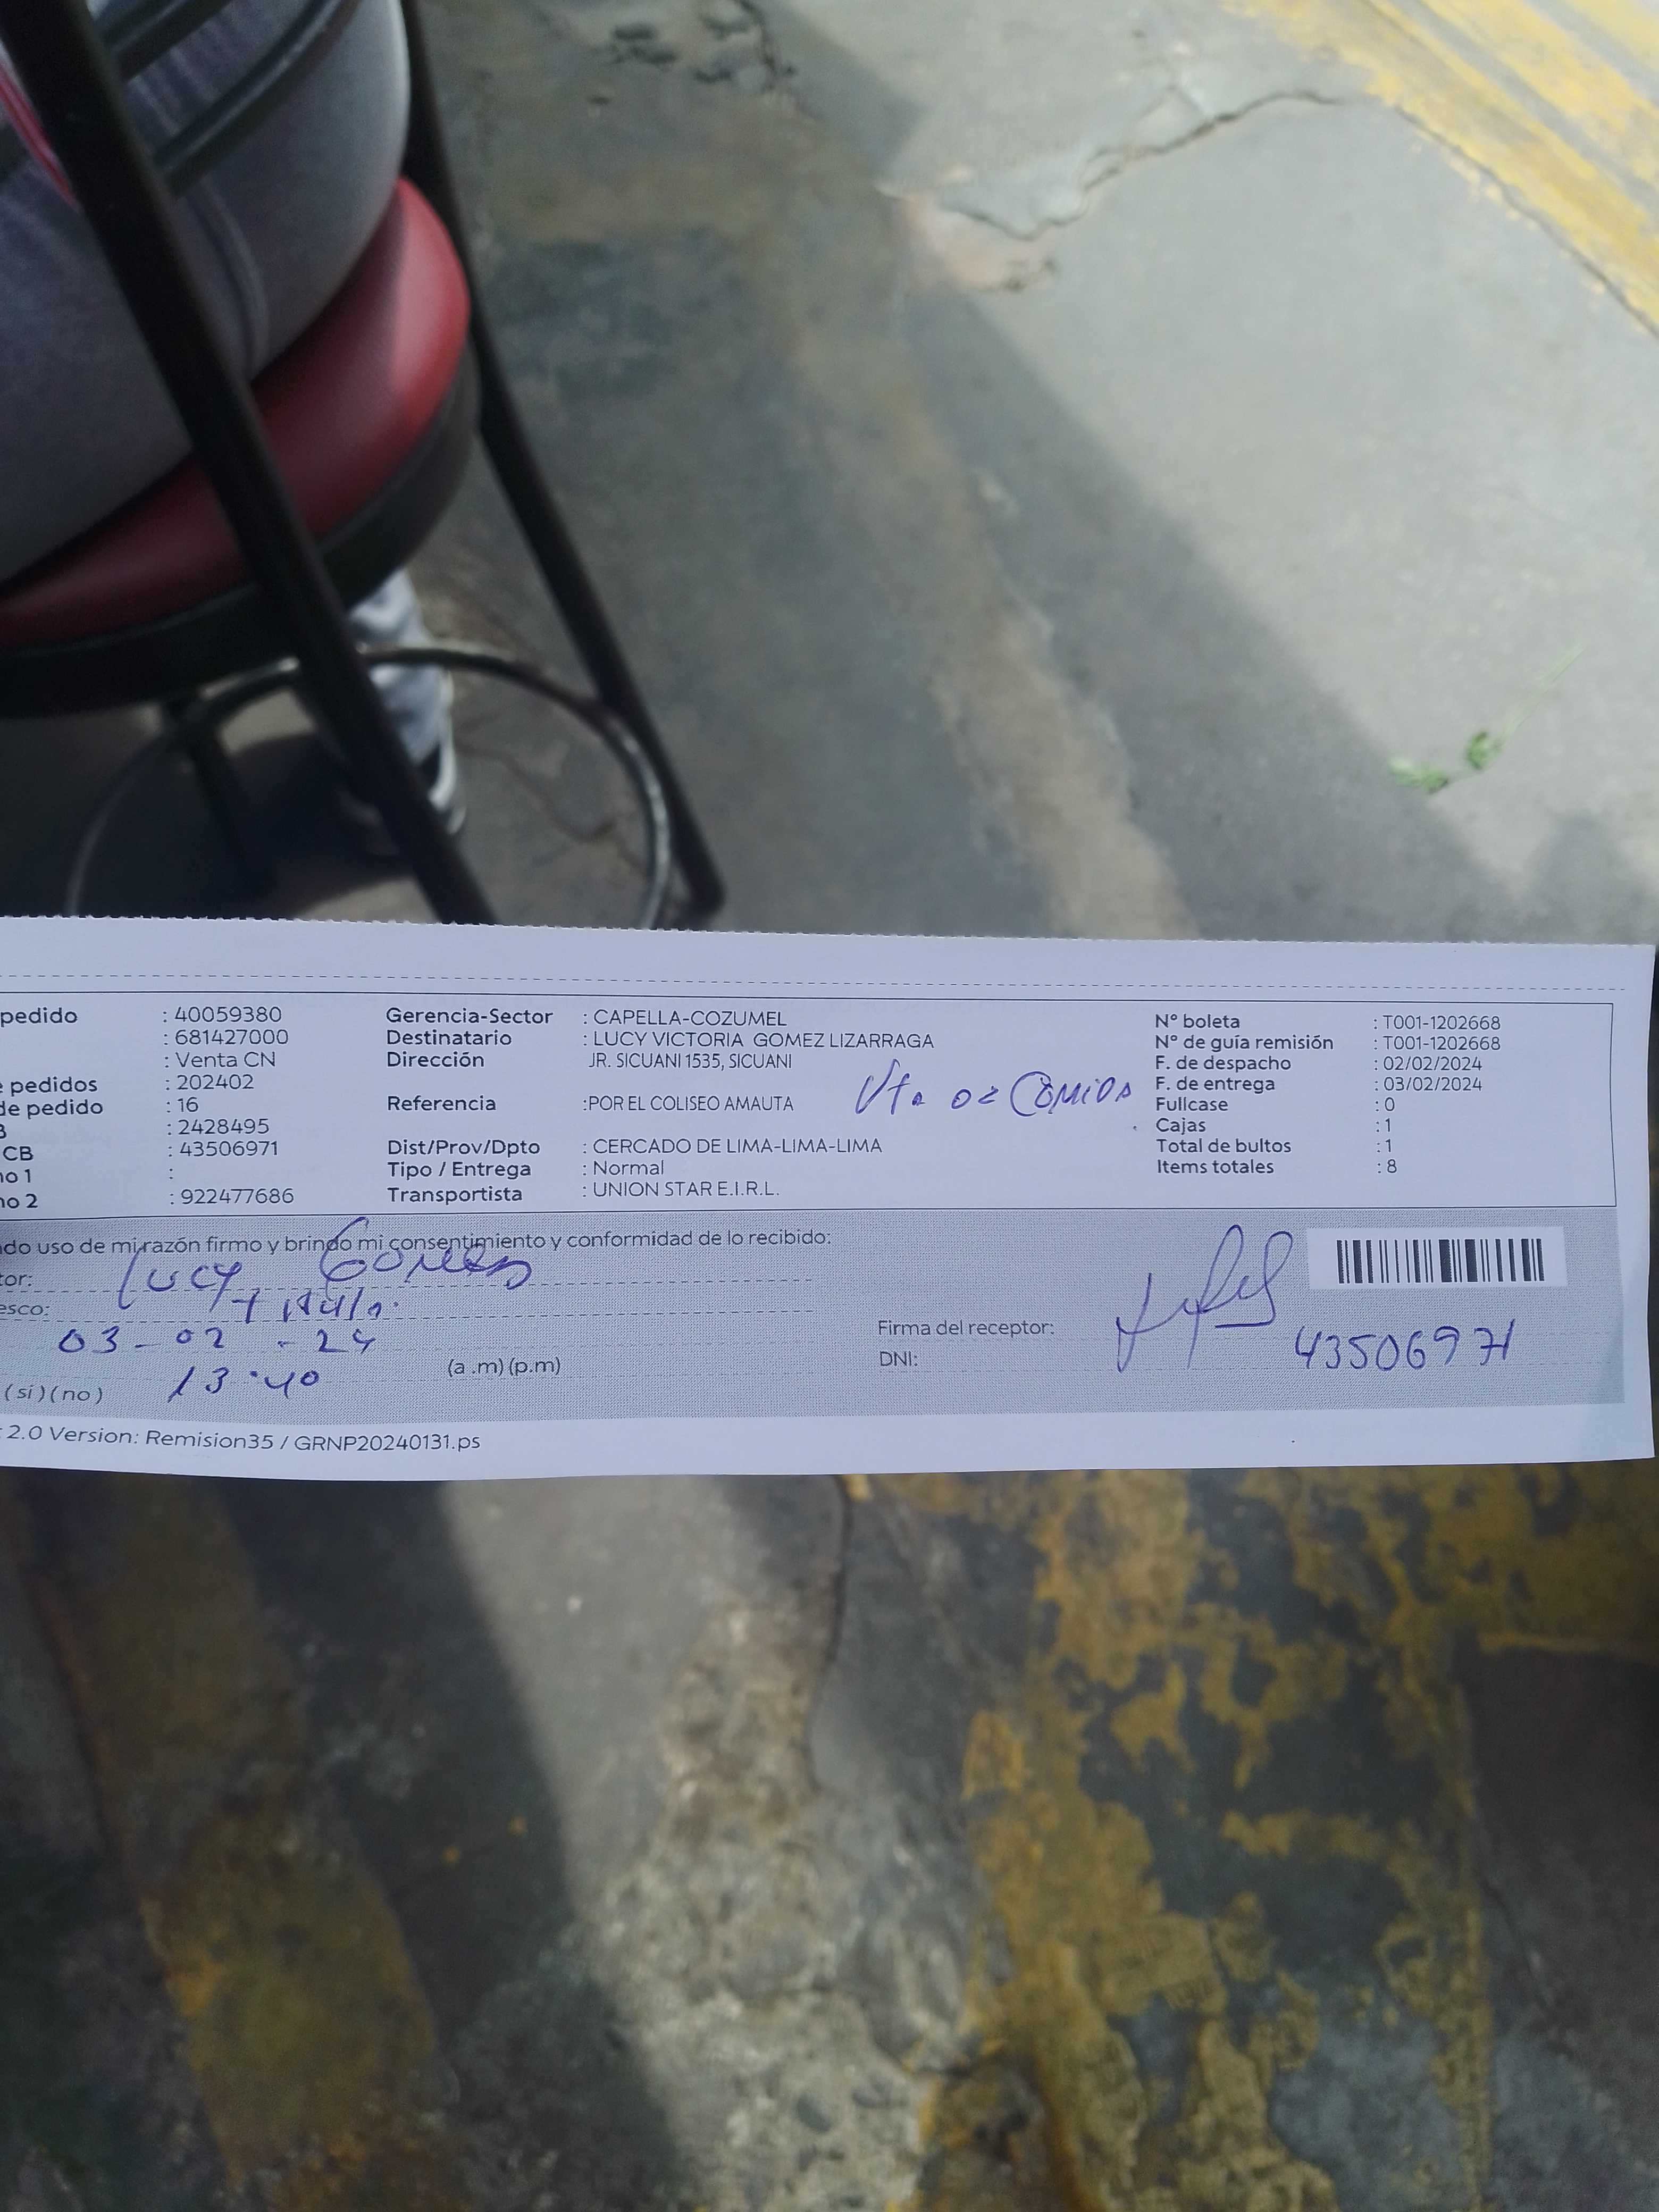 pedido : 40059380
: 681427000
: Venta CN
pedidos : 202402
de pedido : 16
: 2428495
CB : 43506971
no 1 :
no 2 : 922477686
Gerencia-Sector : CAPELLA-COZUMEL
Destinatario : LUCY VICTORIA GOMEZ LIZARRAGA
Dirección JR. SICUANI 1535, SICUANI
Referencia :POR EL COLISEO AMAUTA
Vta de Comida
Dist/Prov/Dpto : CERCADO DE LIMA-LIMA-LIMA
Tipo / Entrega : Normal
Transportista : UNION STAR E.I.R.L.
N° boleta : T001-1202668
N° de guía remisión : T001-1202668
F. de despacho : 02/02/2024
F. de entrega : 03/02/2024
Fullcase : 0
Cajas : 1
Total de bultos : 1
Items totales : 8
do uso de mi razón firmo y brindo mi consentimiento y conformidad de lo recibido:
tor: Lucy Gomez
esco: Titular
03-02-24
13:40 (a.m)(p.m)
(si)(no)
Firma del receptor:
DNI: 43506971
2.0 Version: Remision35 / GRNP20240131.ps